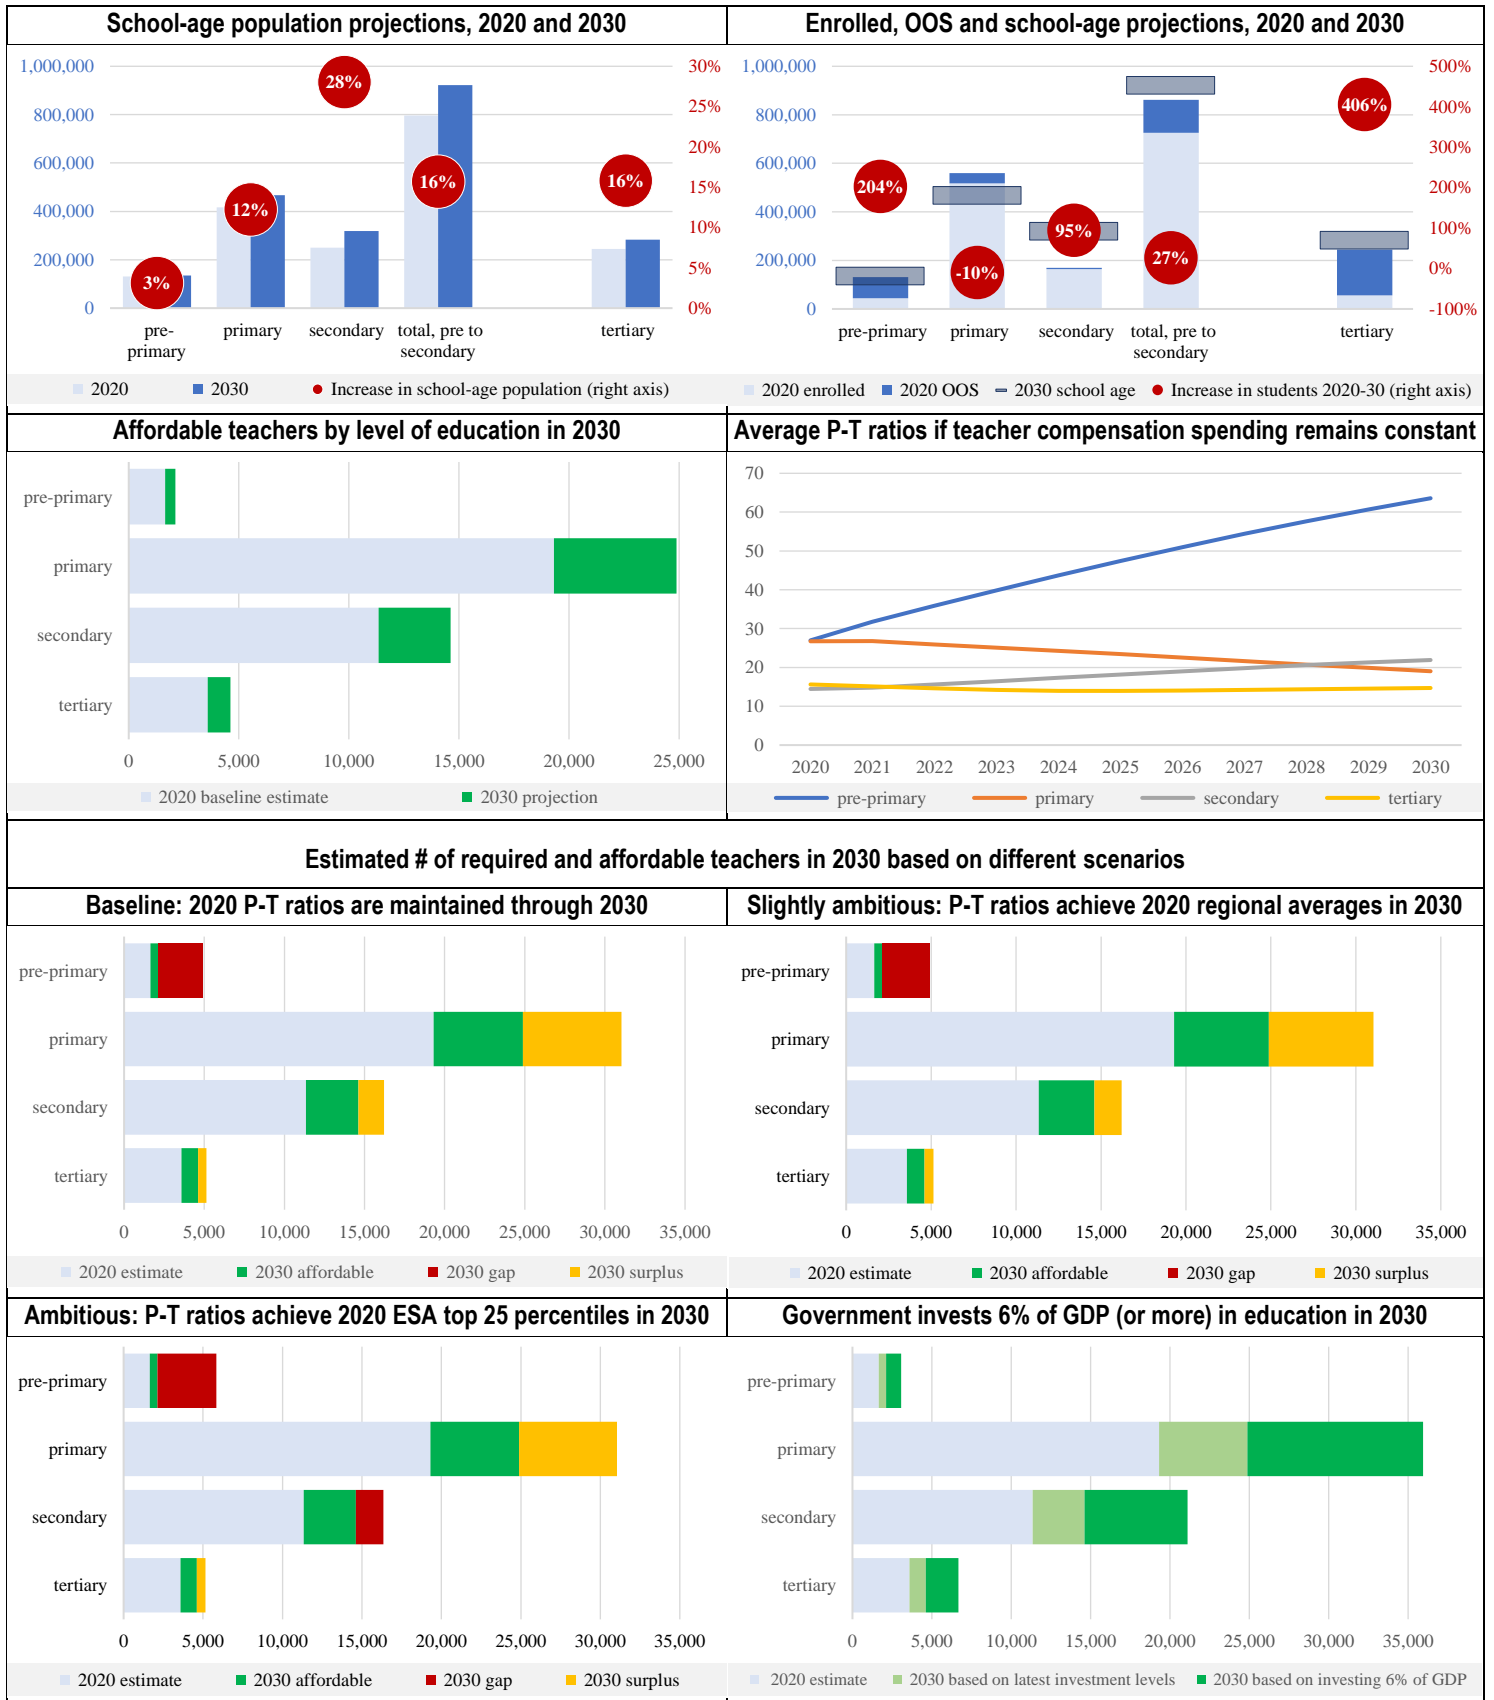 School-age population projections, 2020 and 2030
1,000,000
800,000
600,000
400,000
200,000
0
30%
25%
20%
15%
10%
5%
0%
3%
12%
28%
16%
16%
pre-
primary
primary
secondary
total, pre to
secondary
tertiary
2020
2030
Increase in school-age population (right axis)
Enrolled, OOS and school-age projections, 2020 and 2030
1,000,000
800,000
600,000
400,000
200,000
0
500%
400%
300%
200%
100%
0%
-100%
204%
-10%
95%
27%
406%
pre-primary
primary
secondary
total, pre to
secondary
tertiary
2020 enrolled
2020 OOS
2030 school age
Increase in students 2020-30 (right axis)
Affordable teachers by level of education in 2030
pre-primary
primary
secondary
tertiary
0
5,000
10,000
15,000
20,000
25,000
2020 baseline estimate
2030 projection
Average P-T ratios if teacher compensation spending remains constant
70
60
50
40
30
20
10
0
2020
2021
2022
2023
2024
2025
2026
2027
2028
2029
2030
pre-primary
primary
secondary
tertiary
Estimated # of required and affordable teachers in 2030 based on different scenarios
Baseline: 2020 P-T ratios are maintained through 2030
pre-primary
primary
secondary
tertiary
0
5,000
10,000
15,000
20,000
25,000
30,000
35,000
2020 estimate
2030 affordable
2030 gap
2030 surplus
Slightly ambitious: P-T ratios achieve 2020 regional averages in 2030
pre-primary
primary
secondary
tertiary
0
5,000
10,000
15,000
20,000
25,000
30,000
35,000
2020 estimate
2030 affordable
2030 gap
2030 surplus
Ambitious: P-T ratios achieve 2020 ESA top 25 percentiles in 2030
pre-primary
primary
secondary
tertiary
0
5,000
10,000
15,000
20,000
25,000
30,000
35,000
2020 estimate
2030 affordable
2030 gap
2030 surplus
Government invests 6% of GDP (or more) in education in 2030
pre-primary
primary
secondary
tertiary
0
5,000
10,000
15,000
20,000
25,000
30,000
35,000
2020 estimate
2030 based on latest investment levels
2030 based on investing 6% of GDP